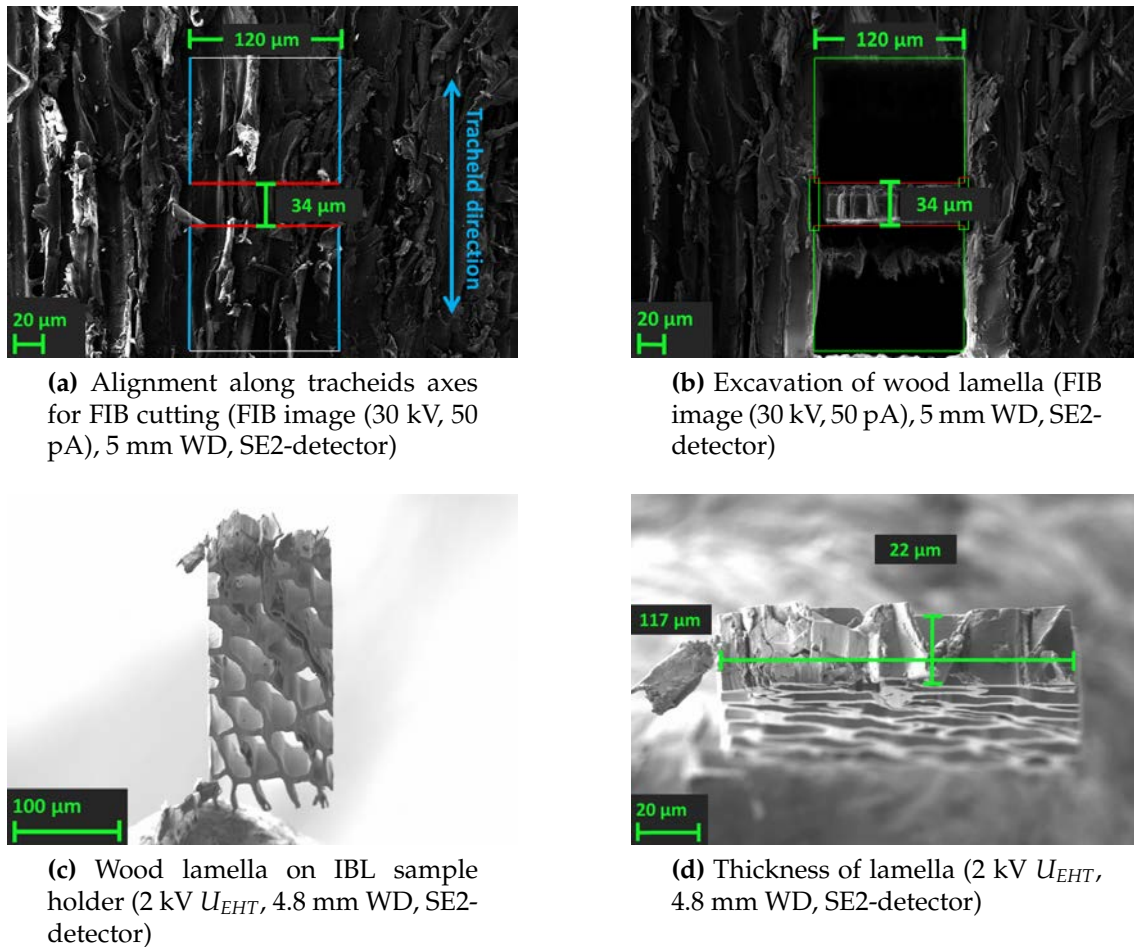 120 µm
34 µm
Tracheid direction
20 µm
120 µm
34 µm
20 µm
(a) Alignment along tracheids axes
for FIB cutting (FIB image (30 kV, 50
pA), 5 mm WD, SE2-detector)
(b) Excavation of wood lamella (FIB
image (30 kV, 50 pA), 5 mm WD, SE2-
detector)
100 µm
22 µm
117 µm
20 µm
(c) Wood lamella on IBL sample
holder (2 kV U_EHT, 4.8 mm WD, SE2-
detector)
(d) Thickness of lamella (2 kV U_EHT,
4.8 mm WD, SE2-detector)